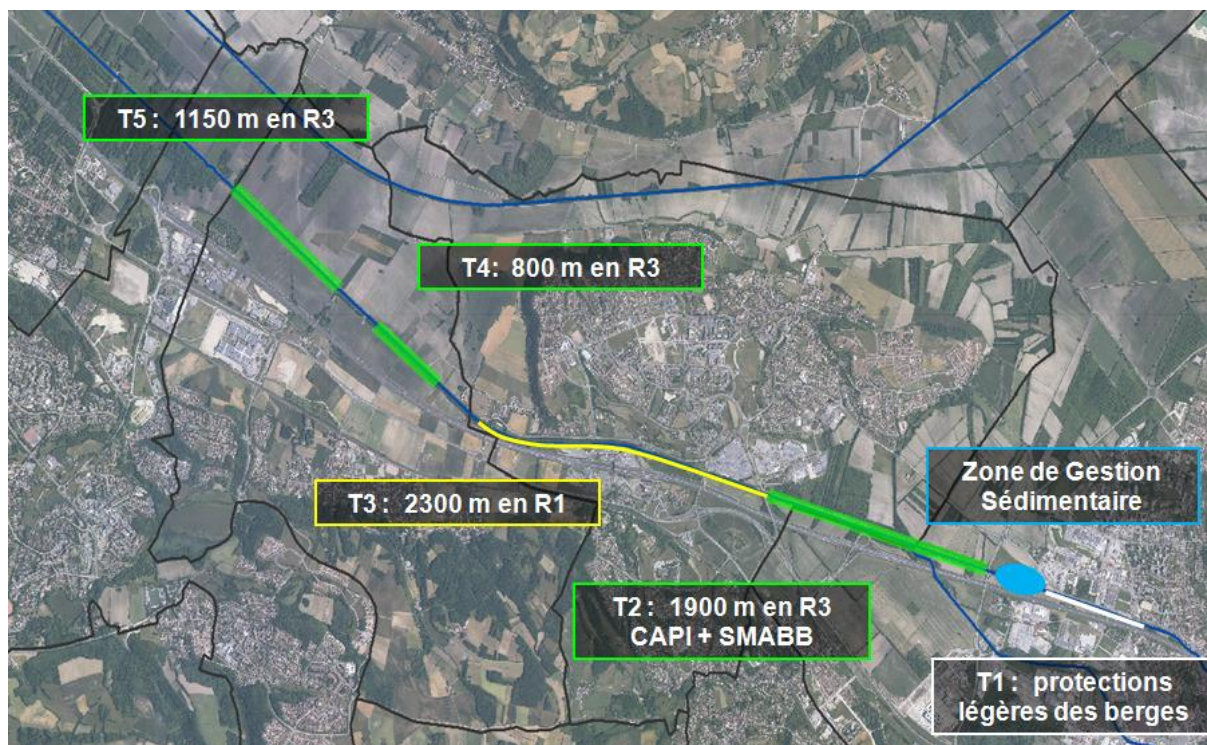 T5 : 1150 m en R3
T4: 800 m en R3
Zone de Gestion
Sédimentaire
T3 : 2300 m en R1
T2 : 1900 m en R3
CAPI + SMABB
T1 : protections
légères des berges